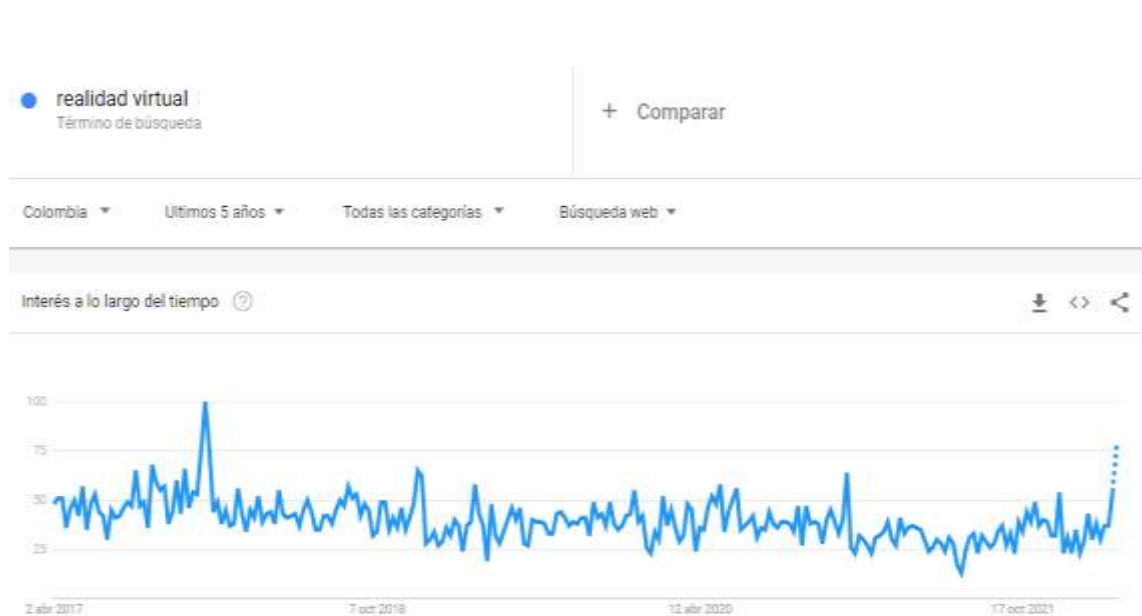 realidad virtual
Término de búsqueda
+ Comparar
Colombia
Ultimos 5 años
Todas las categorías
Búsqueda web
Interés a lo largo del tiempo
100
75
50
25
2 abr 2017
7 oct 2018
12 abr 2020
17 oct 2021